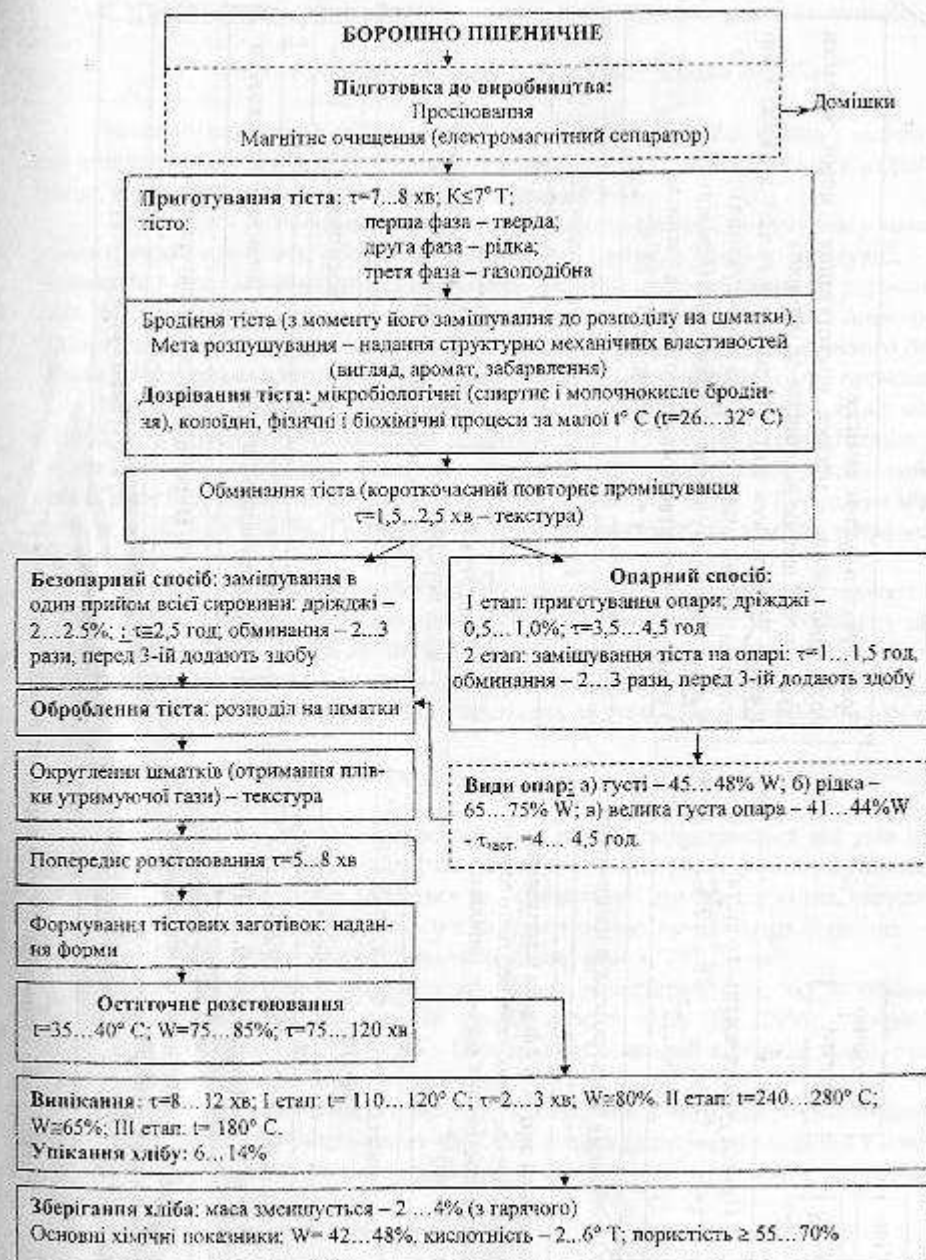 БОРОШНО ПШЕНИЧНЕ
Підготовка до виробництва:
Просіювання
Магнітне очищення (електромагнітний сепаратор)
Домішки
Приготування тіста: τ=7...8 хв; K≤7° Т;
тісто: перша фаза – тверда;
друга фаза – рідка;
третя фаза – газоподібна
Бродіння тіста (з моменту його замішування до розподілу на шматки).
Мета розпушування – надання структурно механічних властивостей
(вигляд, аромат, забарвлення)
Дозрівання тіста: мікробіологічні (спиртне і молочнокисле бродін-
ня), колоїдні, фізичні і біохімічні процеси за малої t° С (t=26...32° С)
Обминання тіста (короткочасний повторне промішування
τ=1,5...2,5 хв – текстура)
Безопарний спосіб: замішування в
один прийом всієї сировини: дріжджі –
2...2.5%; ; τ≅2,5 год; обминання – 2...3
рази, перед 3-ій додають здобу
Опарний спосіб:
1 етап: приготування опари; дріжджі –
0,5...1,0%; τ=3,5...4,5 год
2 етап: замішування тіста на опарі: τ=1...1,5 год,
обминання – 2...3 рази, перед 3-ій додають здобу
Оброблення тіста: розподіл на шматки
Округлення шматків (отримання плів-
ки утримуючої гази) – текстура
Види опар: а) густі – 45...48% W; б) рідка –
65...75% W; в) велика густа опара – 41...44%W
- τзаст. =4... 4,5 год.
Попереднє розстоювання τ=5...8 хв
Формування тістових заготівок: надан-
ня форми
Остаточне розстоювання
t=35...40° С; W=75...85%; τ=75...120 хв
Випікання: τ=8...12 хв; I етап: t= 110...120° С; τ=2...3 хв; W≅80%. II етап: t=240...280° С;
W≅65%; III етап: t= 180° С.
Упікання хлібу: 6...14%
Зберігання хліба: маса зменшується – 2 ...4% (з гарячого)
Основні хімічні показники: W= 42...48%, кислотність – 2...6° Т; пористість ≥ 55...70%